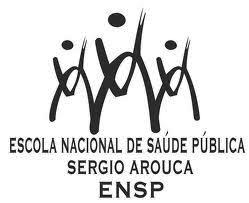 ESCOLA NACIONAL DE SAÚDE PÚBLICA
SERGIO AROUCA
ENSP